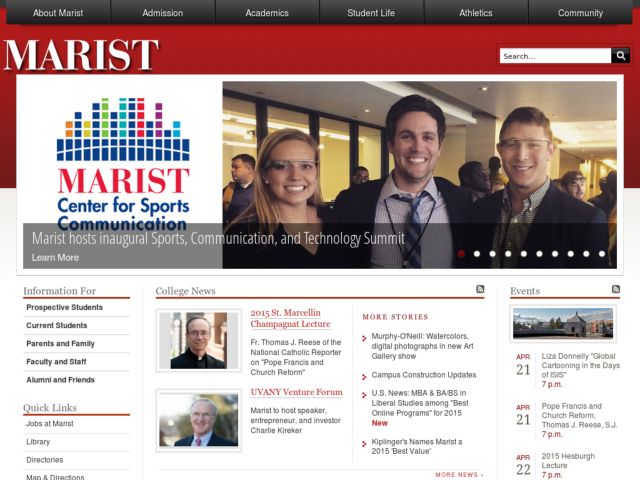 About Marist
Admission
Academics
Student Life
Athletics
Community
MARIST
Search...
MARIST
Center for Sports
Communication
Marist hosts inaugural Sports, Communication, and Technology Summit
Learn More
Information For
Prospective Students
Current Students
Parents and Family
Faculty and Staff
Alumni and Friends
Quick Links
Jobs at Marist
Library
Directories
Map & Directions
College News
2015 St. Marcellin
Champagnat Lecture
Fr. Thomas J. Reese of the
National Catholic Reporter
on "Pope Francis and
Church Reform"
UVANY Venture Forum
Marist to host speaker,
entrepreneur, and investor
Charlie Kireker
MORE STORIES
Murphy-O'Neill: Watercolors,
digital photographs in new Art
Gallery show
Campus Construction Updates
U.S. News: MBA & BA/BS in
Liberal Studies among "Best
Online Programs" for 2015
New
Kiplinger's Names Marist a
2015 'Best Value'
MORE NEWS »
Events
APR
21
Liza Donnelly "Global
Cartooning in the Days
of ISIS"
7 p.m.
APR
21
Pope Francis and
Church Reform,
Thomas J. Reese, S.J.
7 p.m.
APR
22
2015 Hesburgh
Lecture
7 p.m.